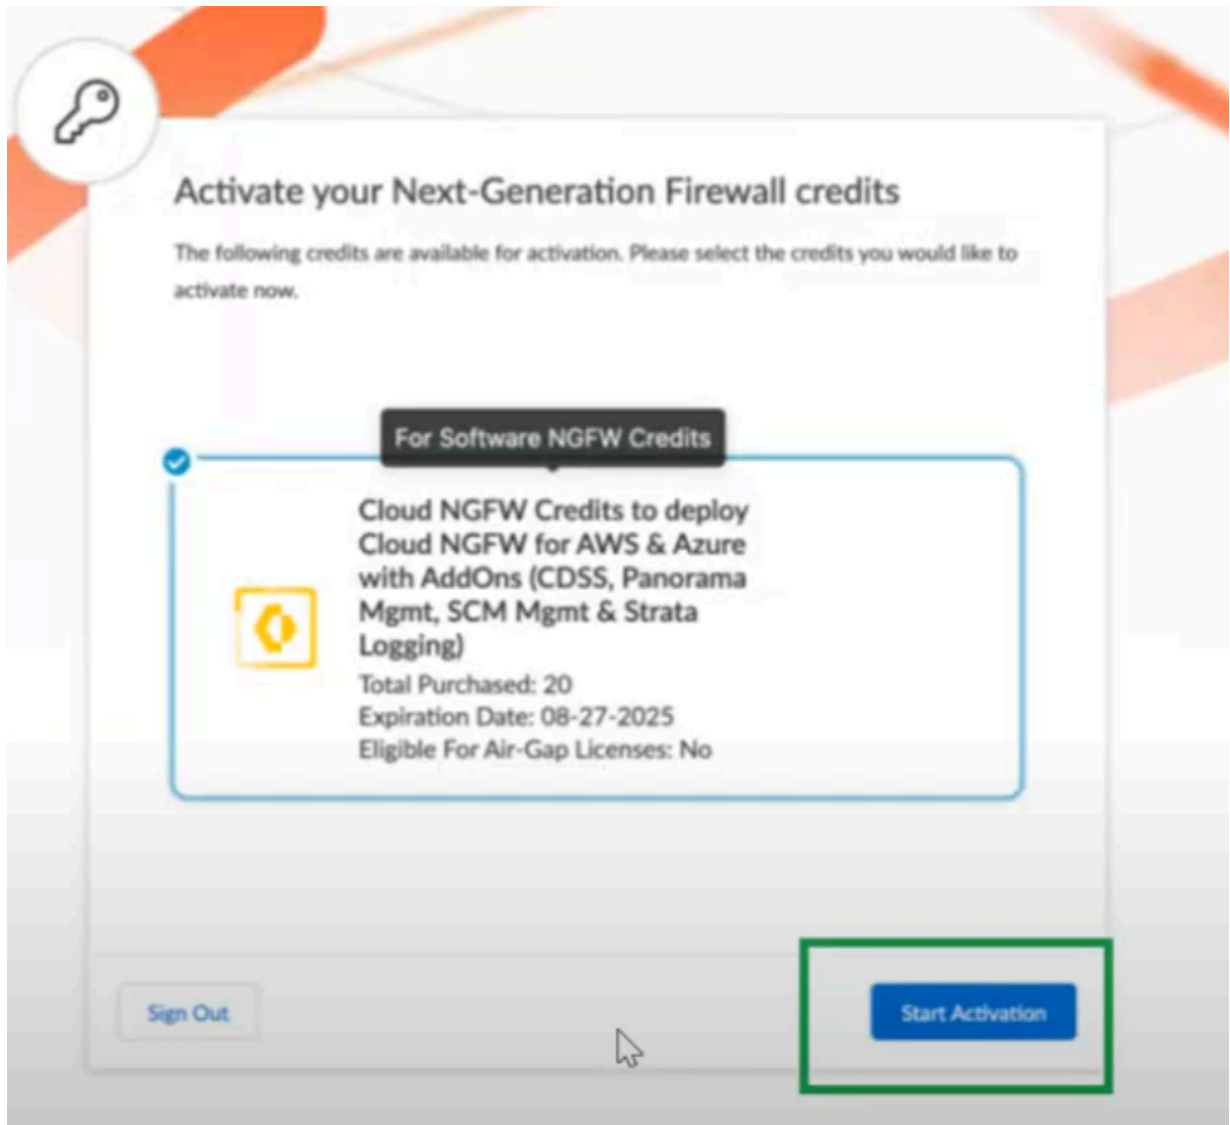 Activate your Next-Generation Firewall credits
The following credits are available for activation. Please select the credits you would like to
activate now.
For Software NGFW Credits
Cloud NGFW Credits to deploy
Cloud NGFW for AWS & Azure
with AddOns (CDSS, Panorama
Mgmt, SCM Mgmt & Strata
Logging)
Total Purchased: 20
Expiration Date: 08-27-2025
Eligible For Air-Gap Licenses: No
Sign Out
Start Activation